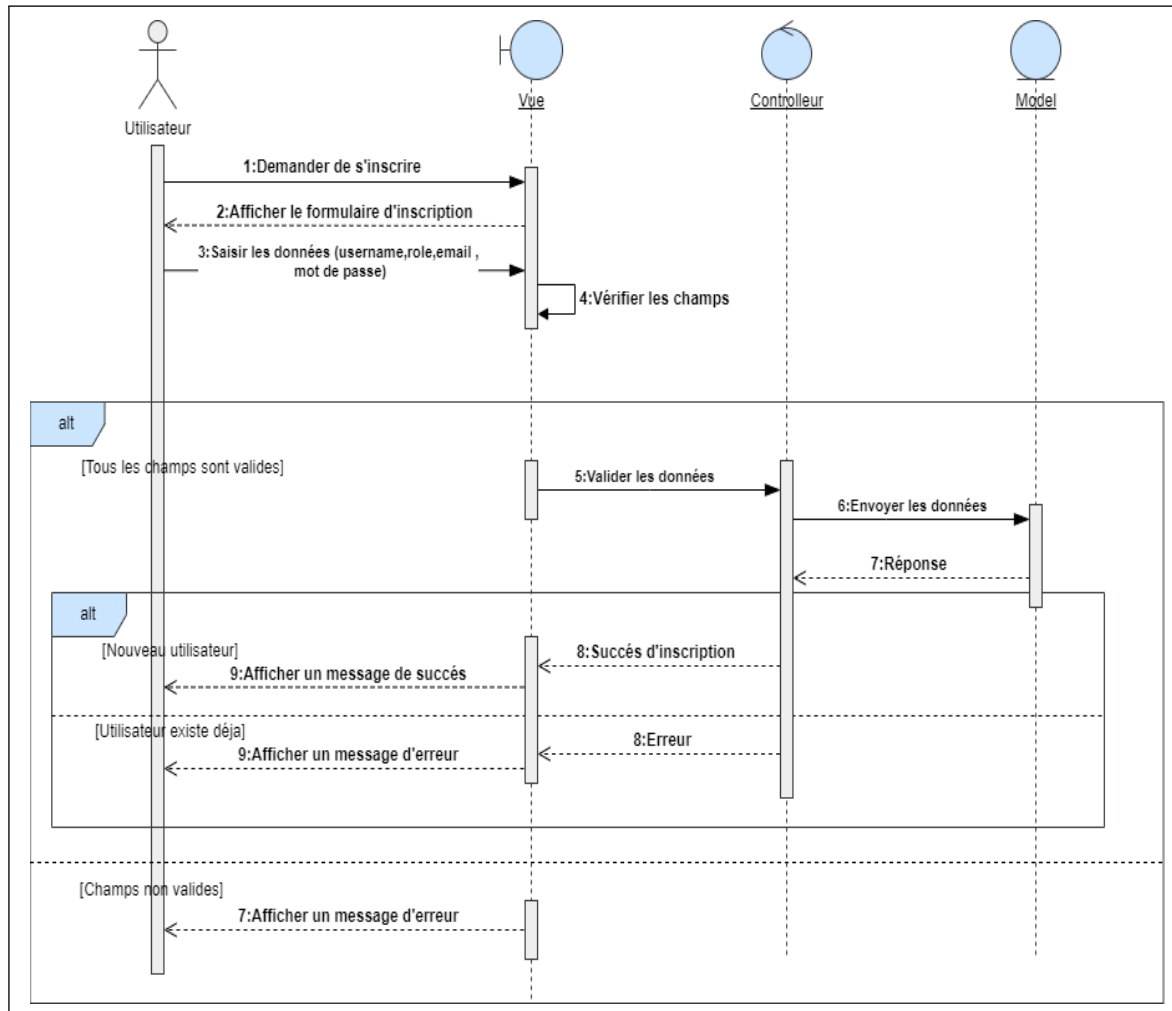 Utilisateur
Vue
Controlleur
Model
1:Demander de s'inscrire
2:Afficher le formulaire d'inscription
3:Saisir les données (username,role,email ,
mot de passe)
4:Vérifier les champs
alt
[Tous les champs sont valides]
5:Valider les données
6:Envoyer les données
7:Réponse
alt
[Nouveau utilisateur]
8:Succés d'inscription
9:Afficher un message de succés
[Utilisateur existe déja]
8:Erreur
9:Afficher un message d'erreur
[Champs non valides]
7:Afficher un message d'erreur